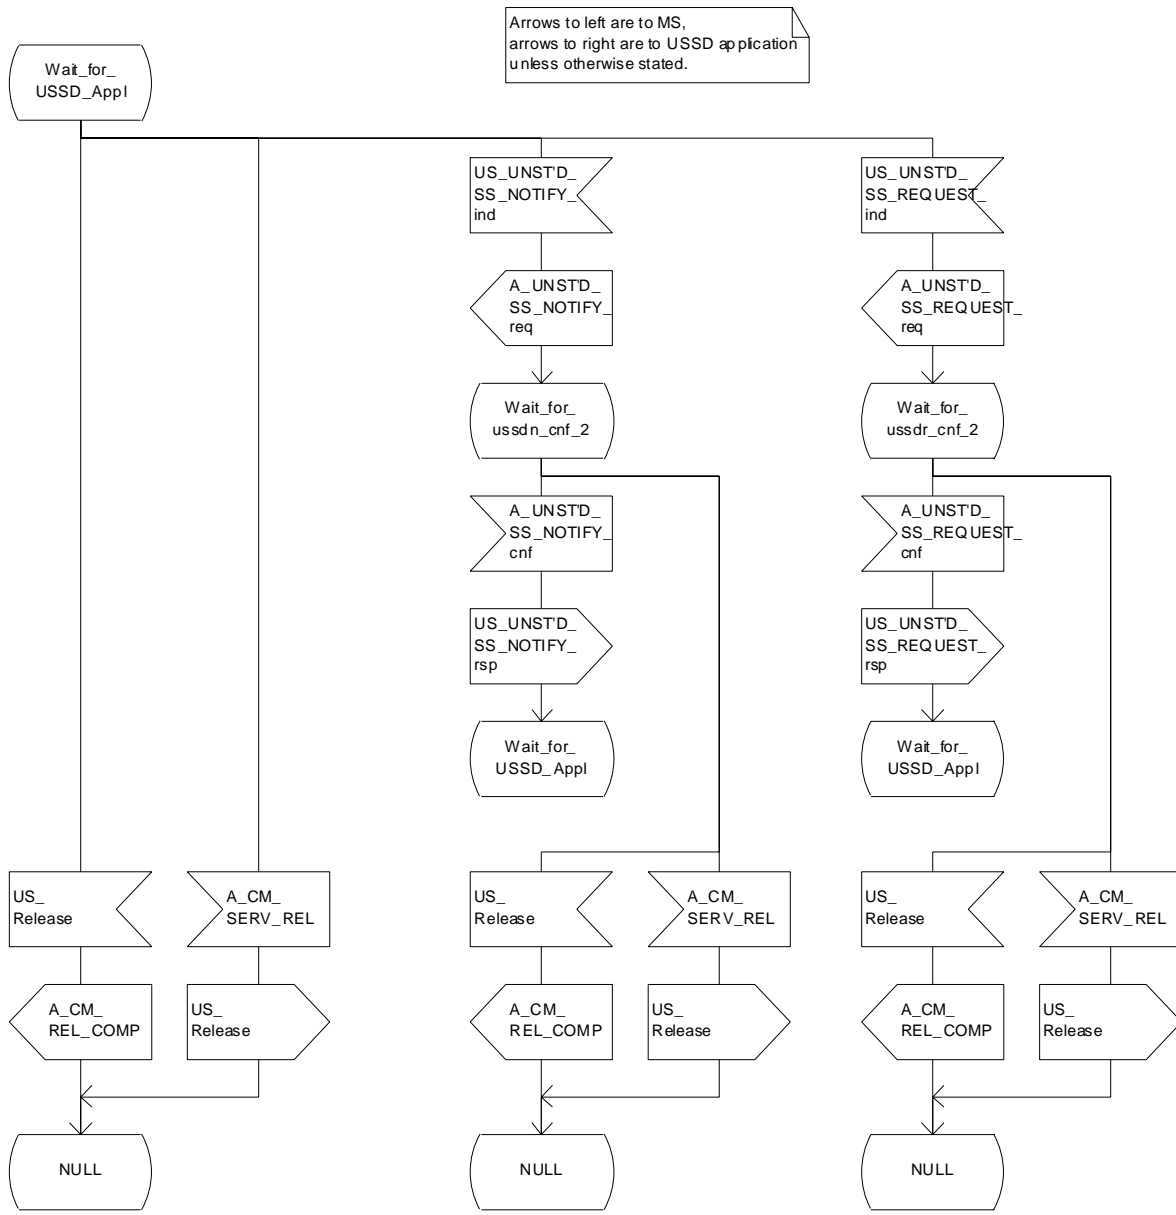 Arrows to left are to MS,
arrows to right are to USSD application
unless otherwise stated.
Wait_for_
USSD_Appl
US_UNST'D_
SS_NOTIFY_
ind
US_UNST'D_
SS_REQUEST_
ind
A_UNST'D_
SS_NOTIFY_
req
A_UNST'D_
SS_REQUEST_
req
Wait_for_
ussdn_cnf_2
Wait_for_
ussdr_cnf_2
A_UNST'D_
SS_NOTIFY_
cnf
A_UNST'D_
SS_REQUEST_
cnf
US_UNST'D_
SS_NOTIFY_
rsp
US_UNST'D_
SS_REQUEST_
rsp
Wait_for_
USSD_Appl
Wait_for_
USSD_Appl
US_
Release
A_CM_
SERV_REL
US_
Release
A_CM_
SERV_REL
US_
Release
A_CM_
SERV_REL
A_CM_
REL_COMP
US_
Release
A_CM_
REL_COMP
US_
Release
A_CM_
REL_COMP
US_
Release
NULL
NULL
NULL